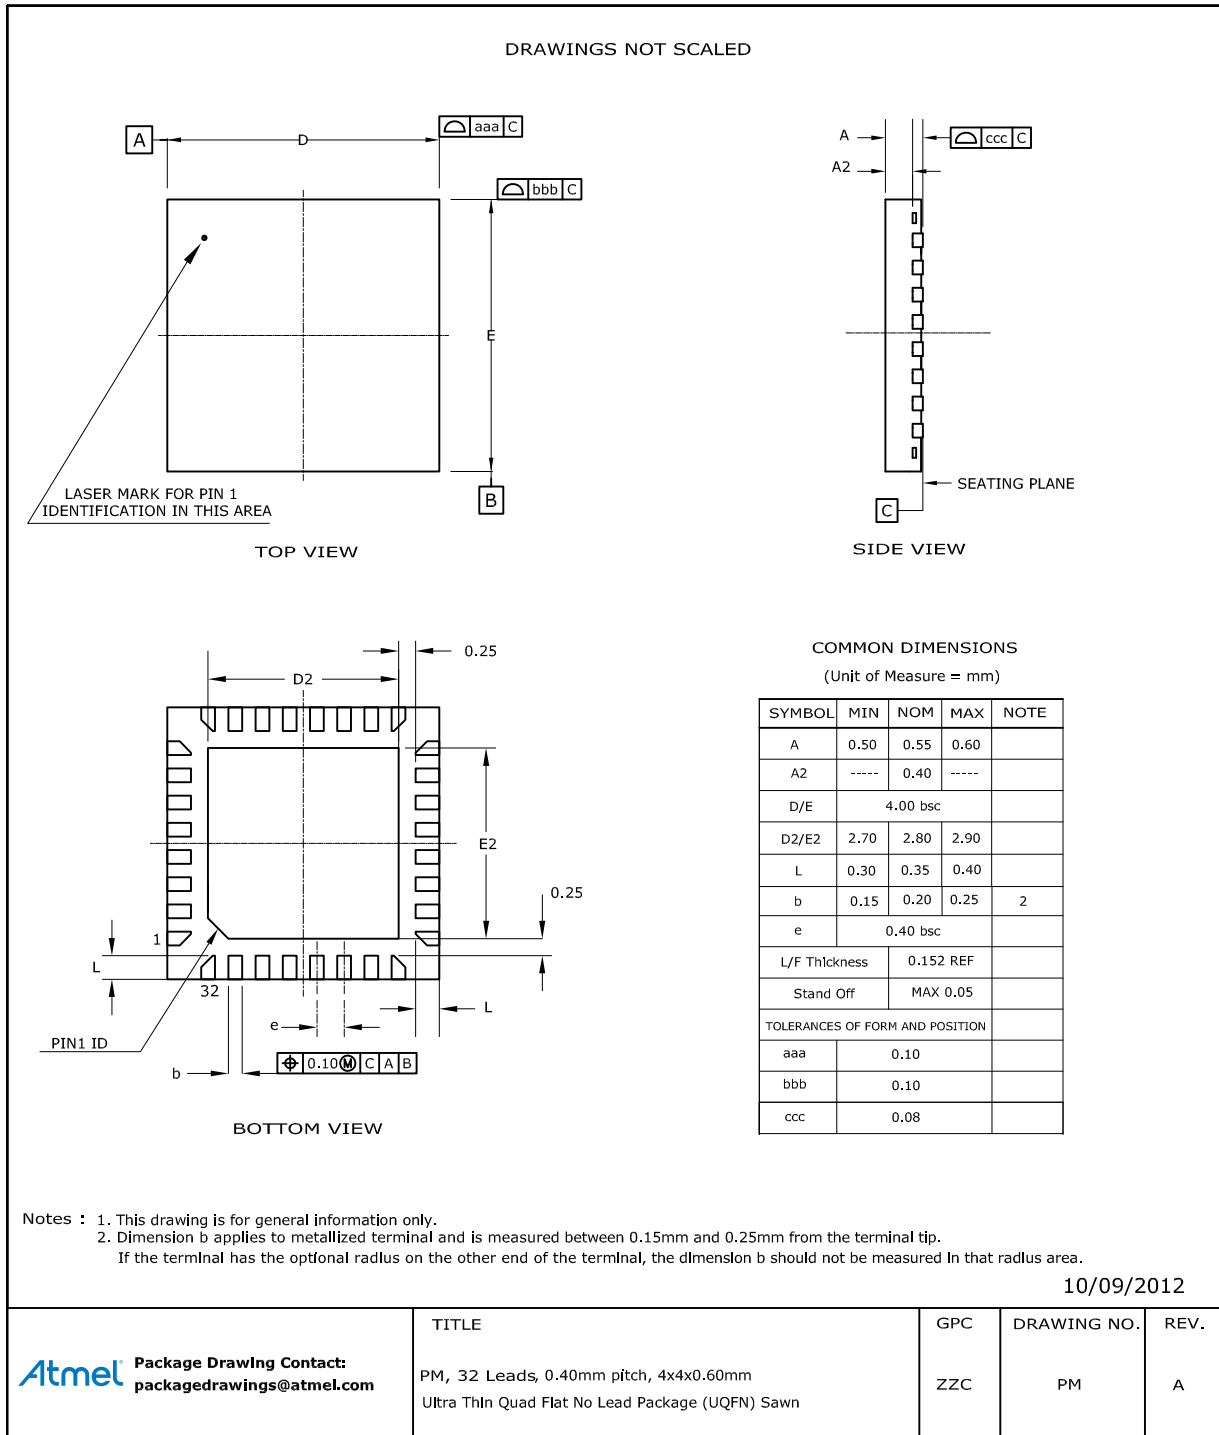 DRAWINGS NOT SCALED
A
D
aaa C
bbb C
E
B
LASER MARK FOR PIN 1
IDENTIFICATION IN THIS AREA
TOP VIEW
A
A2
ccc C
SEATING PLANE
C
SIDE VIEW
0.25
D2
E2
0.25
1
L
32
L
e
PIN1 ID
b
0.10 M C A B
BOTTOM VIEW
COMMON DIMENSIONS
(Unit of Measure = mm)
SYMBOL MIN NOM MAX NOTE
A 0.50 0.55 0.60
A2 ----- 0.40 -----
D/E 4.00 bsc
D2/E2 2.70 2.80 2.90
L 0.30 0.35 0.40
b 0.15 0.20 0.25 2
e 0.40 bsc
L/F Thickness 0.152 REF
Stand Off MAX 0.05
TOLERANCES OF FORM AND POSITION
aaa 0.10
bbb 0.10
ccc 0.08
Notes : 1. This drawing is for general information only.
2. Dimension b applies to metallized terminal and is measured between 0.15mm and 0.25mm from the terminal tip.
If the terminal has the optional radius on the other end of the terminal, the dimension b should not be measured in that radius area.
10/09/2012
Atmel
Package Drawing Contact:
packagedrawings@atmel.com
TITLE
PM, 32 Leads, 0.40mm pitch, 4x4x0.60mm
Ultra Thin Quad Flat No Lead Package (UQFN) Sawn
GPC
ZZC
DRAWING NO.
PM
REV.
A